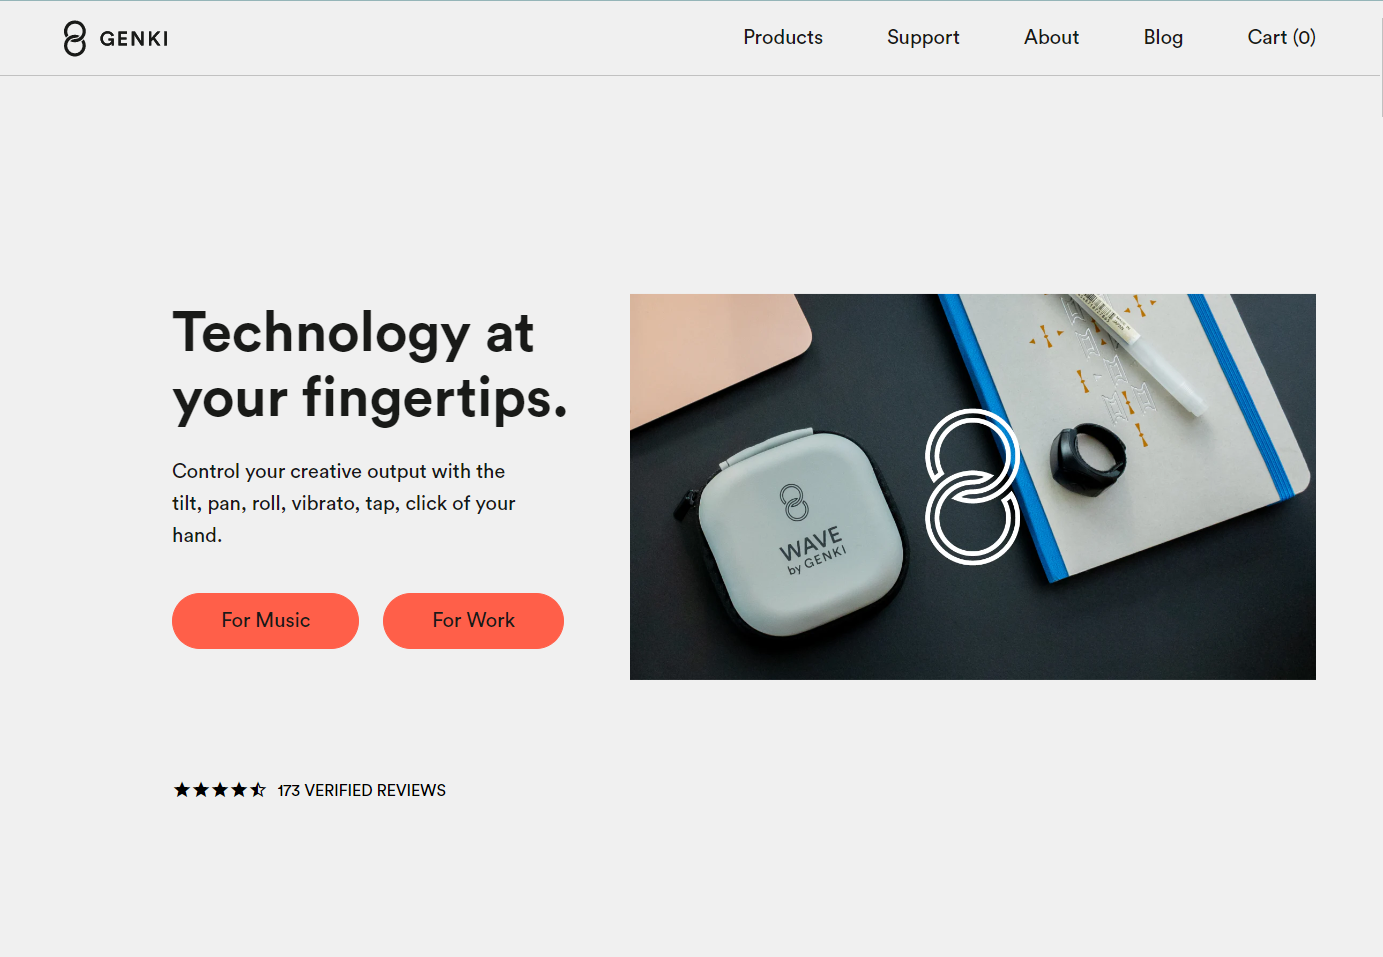 GENKI
Products
Support
About
Blog
Cart (0)
Technology at
your fingertips.
Control your creative output with the
tilt, pan, roll, vibrato, tap, click of your
hand.
For Music
For Work
WAVE
by GENKI
173 VERIFIED REVIEWS